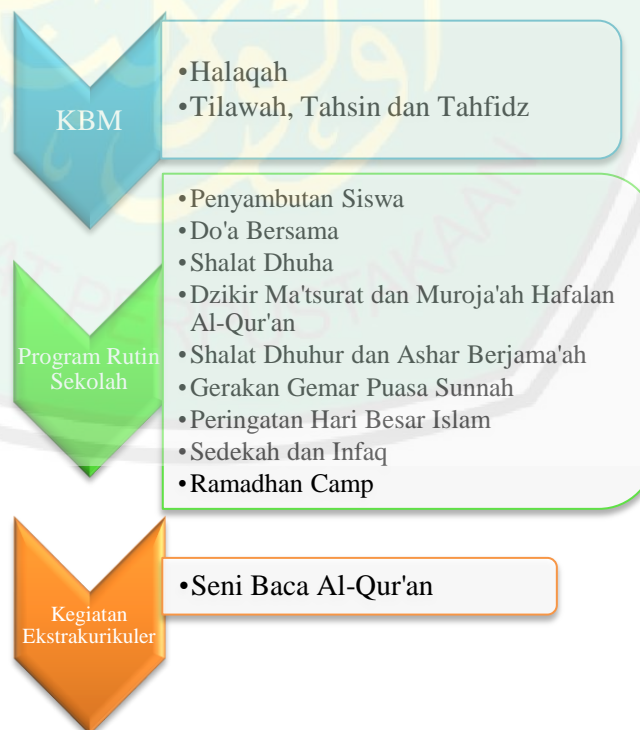 KBM
•Halaqah
•Tilawah, Tahsin dan Tahfidz
Program Rutin
Sekolah
•Penyambutan Siswa
•Do'a Bersama
•Shalat Dhuha
•Dzikir Ma'tsurat dan Muroja'ah Hafalan
Al-Qur'an
•Shalat Dhuhur dan Ashar Berjama'ah
•Gerakan Gemar Puasa Sunnah
•Peringatan Hari Besar Islam
•Sedekah dan Infaq
•Ramadhan Camp
Kegiatan
Ekstrakurikuler
•Seni Baca Al-Qur'an